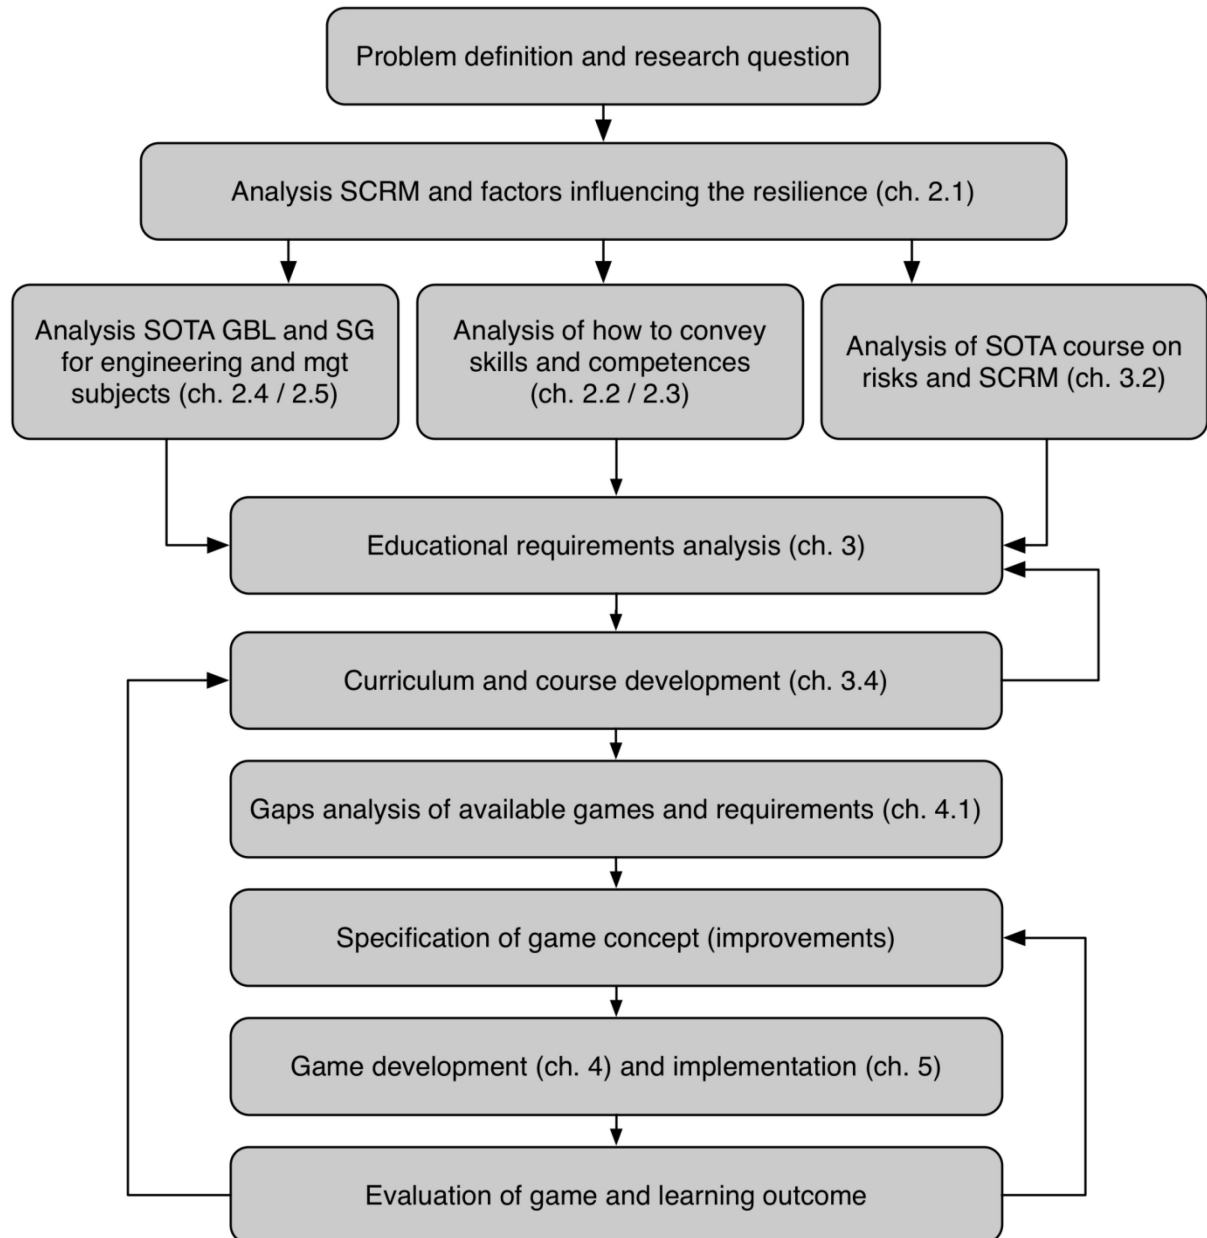 Problem definition and research question
Analysis SCRM and factors influencing the resilience (ch. 2.1)
Analysis SOTA GBL and SG
for engineering and mgt
subjects (ch. 2.4 / 2.5)
Analysis of how to convey
skills and competences
(ch. 2.2 / 2.3)
Analysis of SOTA course on
risks and SCRM (ch. 3.2)
Educational requirements analysis (ch. 3)
Curriculum and course development (ch. 3.4)
Gaps analysis of available games and requirements (ch. 4.1)
Specification of game concept (improvements)
Game development (ch. 4) and implementation (ch. 5)
Evaluation of game and learning outcome